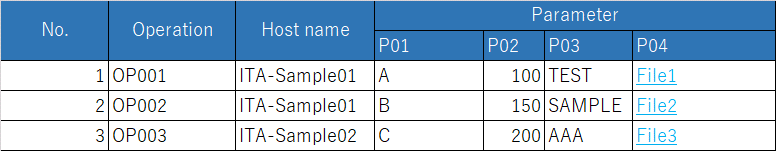 No. Operation Host name Parameter
P01 P02 P03 P04
1 OP001 ITA-Sample01 A 100 TEST File1
2 OP002 ITA-Sample01 B 150 SAMPLE File2
3 OP003 ITA-Sample02 C 200 AAA File3